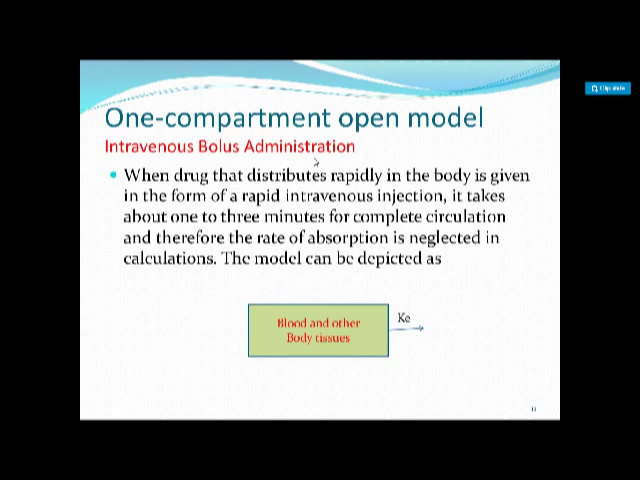 One-compartment open model
Intravenous Bolus Administration
When drug that distributes rapidly in the body is given
in the form of a rapid intravenous injection, it takes
about one to three minutes for complete circulation
and therefore the rate of absorption is neglected in
calculations. The model can be depicted as
Blood and other
Body tissues
Ke
11